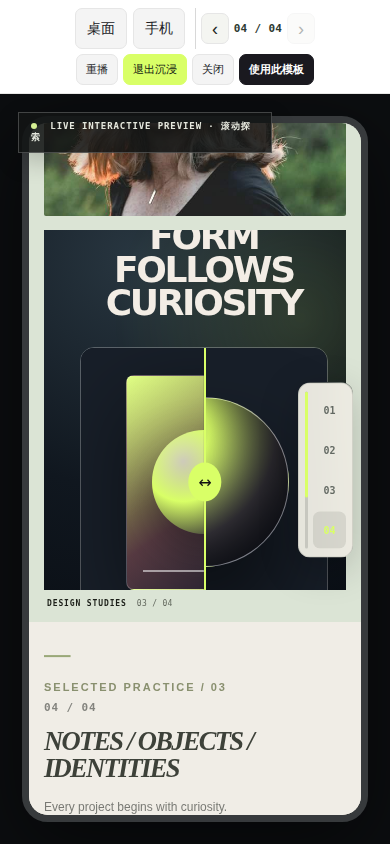 桌面
手机
‹
04 / 04
›
重播
退出沉浸
关闭
使用此模板
LIVE INTERACTIVE PREVIEW · 滚动探
索
FORM
FOLLOWS
CURIOSITY
↔
01
02
03
04
DESIGN STUDIES 03 / 04
SELECTED PRACTICE / 03
04 / 04
NOTES / OBJECTS /
IDENTITIES
Every project begins with curiosity.